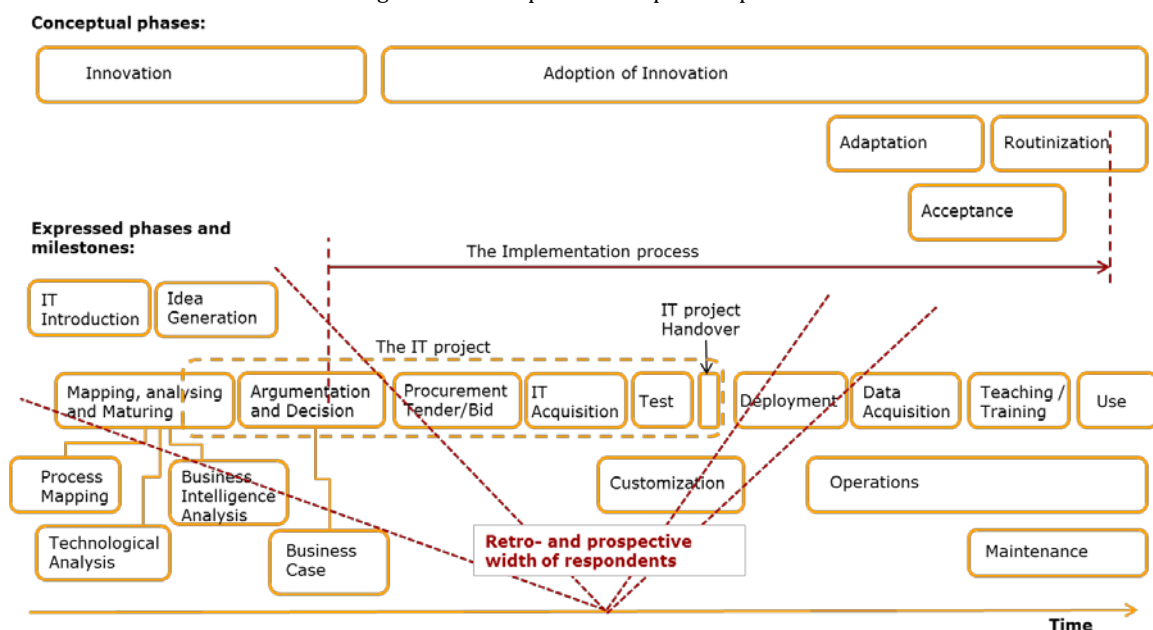 Conceptual phases:
Innovation
Adoption of Innovation
Adaptation
Routinization
Acceptance
Expressed phases and
milestones:
The Implementation process
IT
Introduction
Idea
Generation
IT project
Handover
The IT project
Mapping, analysing
and Maturing
Argumentation
and Decision
Procurement
Tender/Bid
IT
Acquisition
Test
Deployment
Data
Acquisition
Teaching /
Training
Use
Process
Mapping
Business
Intelligence
Analysis
Customization
Operations
Technological
Analysis
Business
Case
Retro- and prospective
width of respondents
Maintenance
Time